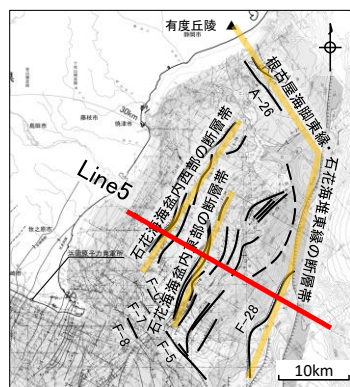 有度丘陵
静岡市
根古屋海脚東縁・石花海堆東縁の断層帯
A-26
藤枝市
焼津市
30km
島田市
石花海海盆内西部の断層帯
Line5
石花海海盆内東部の断層帯
牧之原市
浜岡原子力発電所
F-28
F-7
F-8
F-5
10km